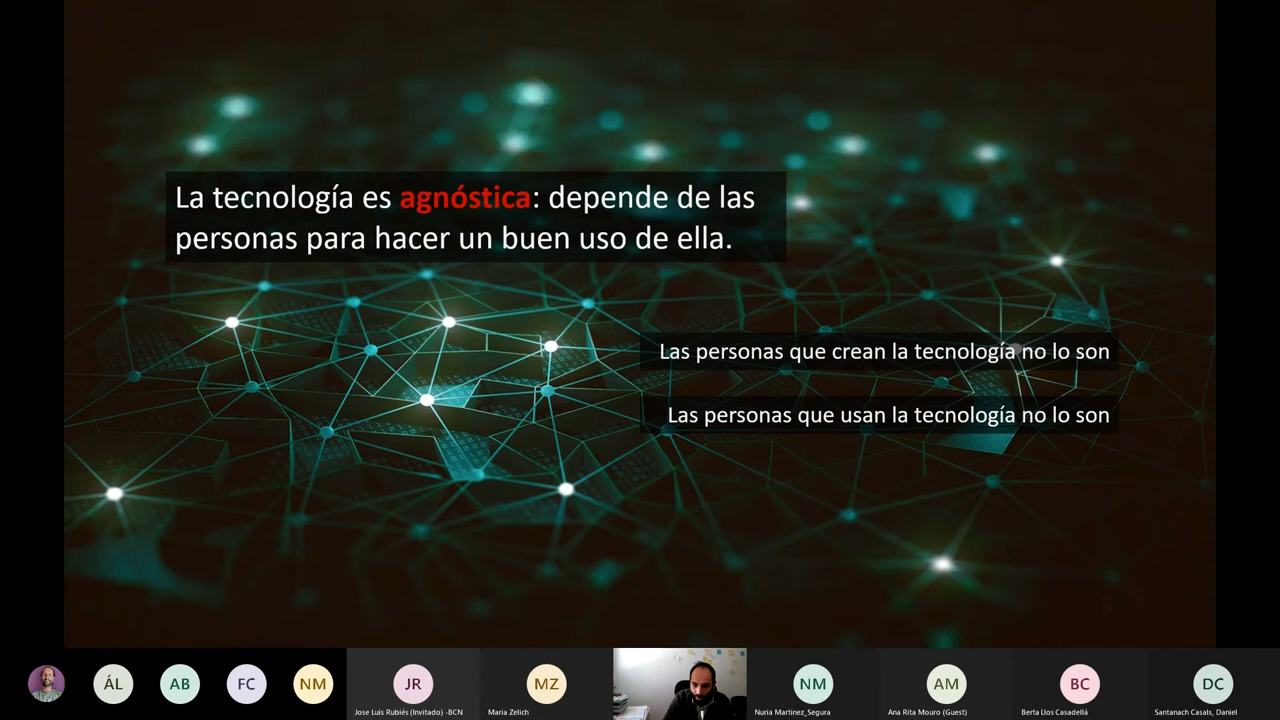 La tecnología es agnóstica: depende de las
personas para hacer un buen uso de ella.
Las personas que crean la tecnología no lo son
Las personas que usan la tecnología no lo son
ÁL
AB
FC
NM
JR
MZ
NM
AM
BC
DC
Jose Luis Rubiés (Invitado) -BCN
Maria Zelich
Nuria Martinez_Segura
Ana Rita Mouro (Guest)
Berta Llos Casadellà
Santanach Casals, Daniel